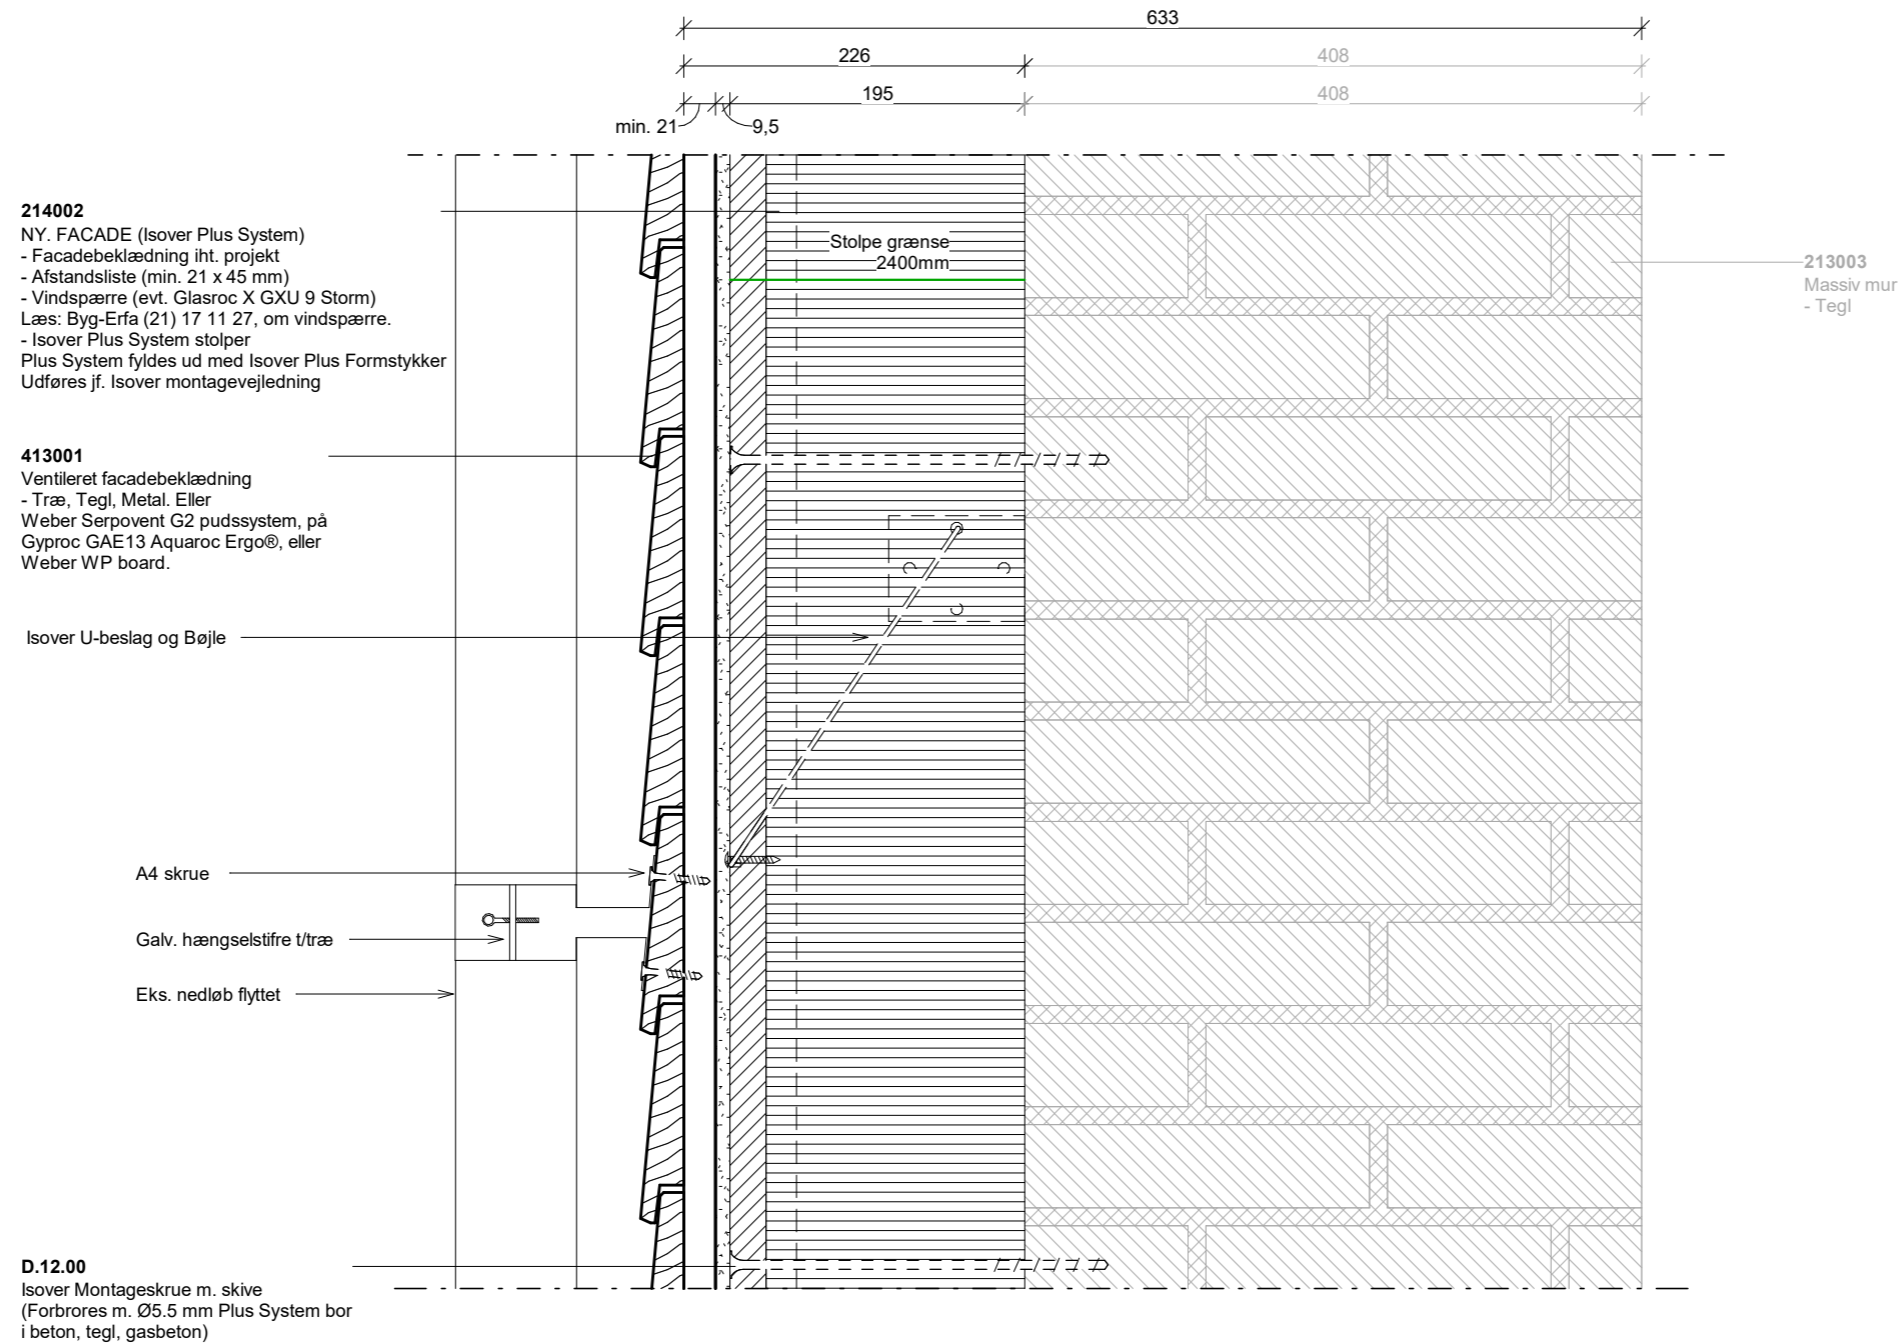 633
226
408
195
408
min. 21
9,5
214002
NY. FACADE (Isover Plus System)
- Facadebeklædning iht. projekt
- Afstandsliste (min. 21 x 45 mm)
- Vindspærre (evt. Glasroc X GXU 9 Storm)
Læs: Byg-Erfa (21) 17 11 27, om vindspærre.
- Isover Plus System stolper
Plus System fyldes ud med Isover Plus Formstykker
Udføres jf. Isover montagevejledning
Stolpe grænse
2400mm
213003
Massiv mur
- Tegl
413001
Ventileret facadebeklædning
- Træ, Tegl, Metal. Eller
Weber Serpovent G2 pudssystem, på
Gyproc GAE13 Aquaroc Ergo®, eller
Weber WP board.
Isover U-beslag og Bøjle
A4 skrue
Galv. hængselstifre t/træ
Eks. nedløb flyttet
D.12.00
Isover Montageskrue m. skive
(Forbrores m. Ø5.5 mm Plus System bor
i beton, tegl, gasbeton)